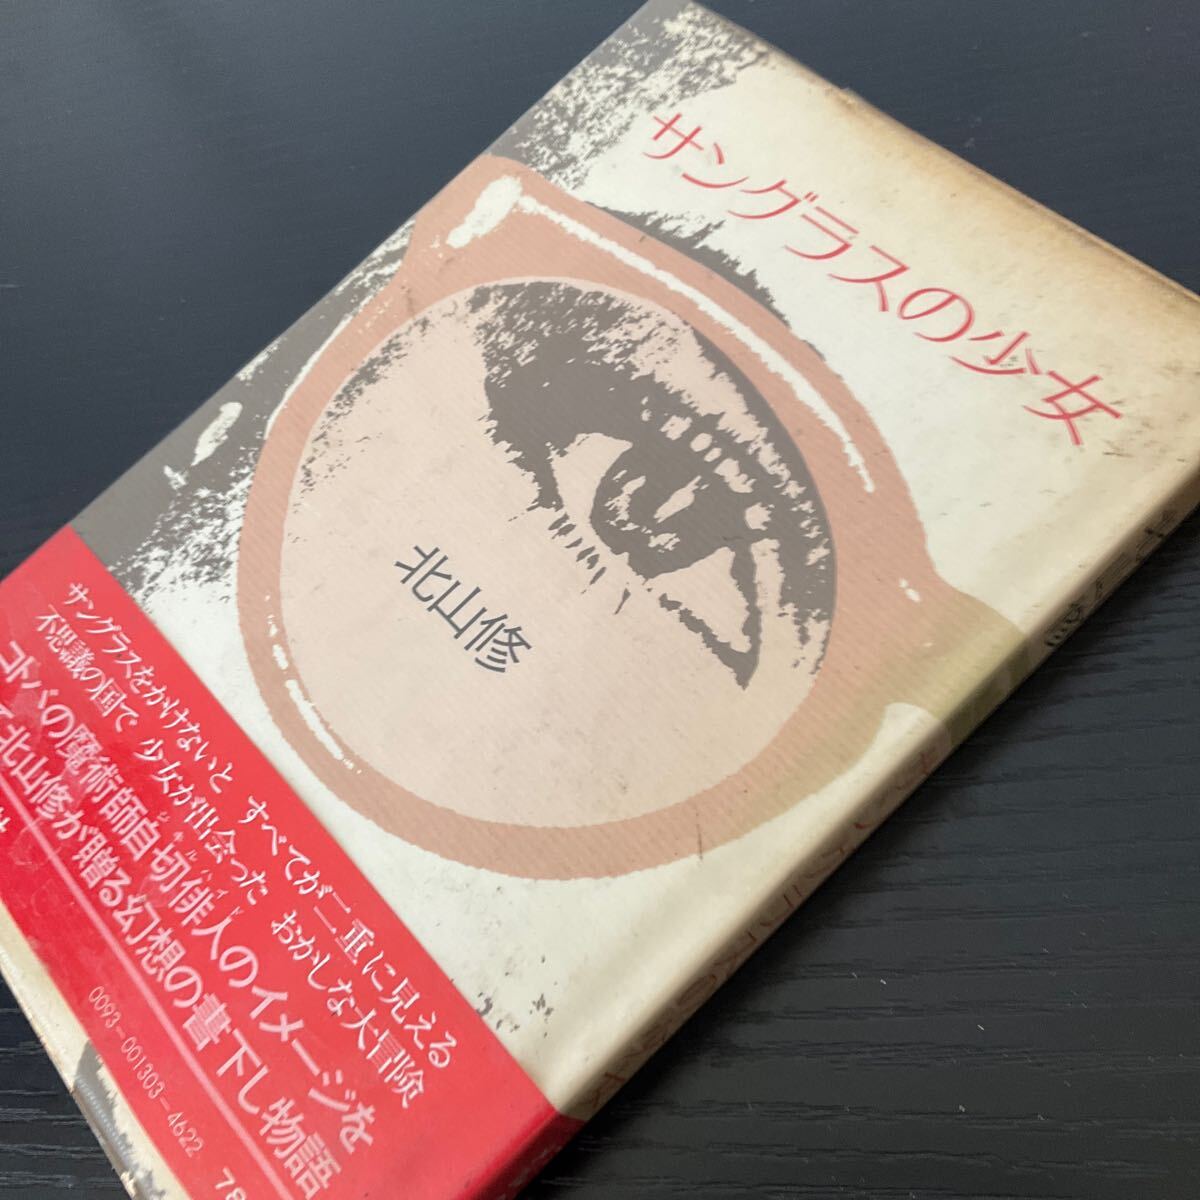 サングラスの少女
北山修
サングラスをかけないと すべてが二重に見える
不思議の国で 少女が出会った おかしな大冒険
コトバの魔術師自切俳人のイメージを
北山修が贈る幻想の書下し物語
0093-001303-4622
78